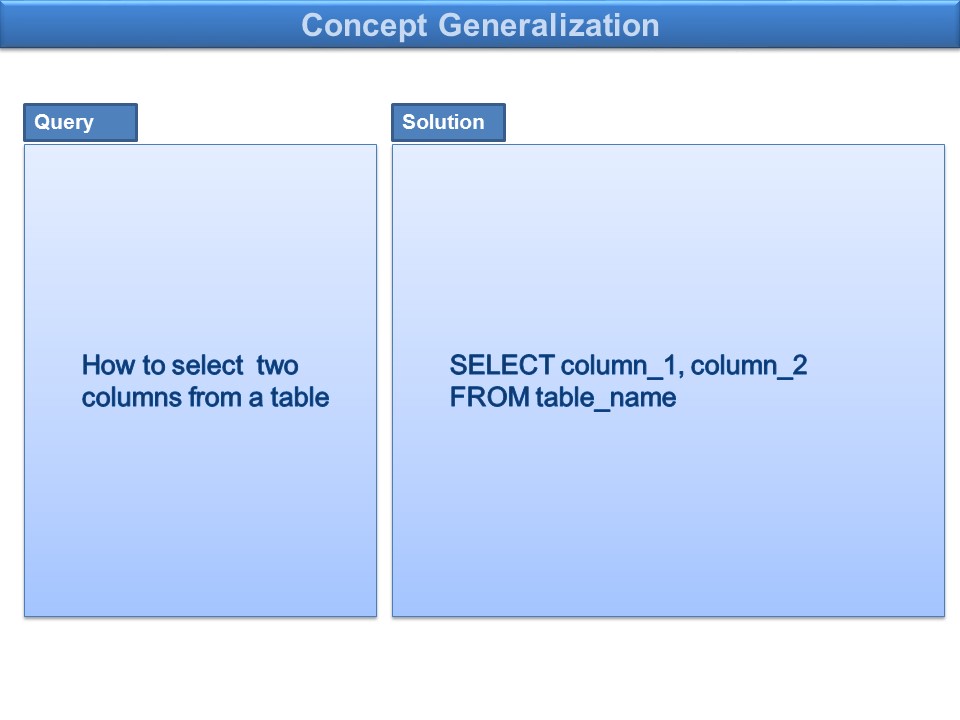 Concept Generalization
Query
Solution
How to select  two
columns from a table
SELECT column_1, column_2
FROM table_name